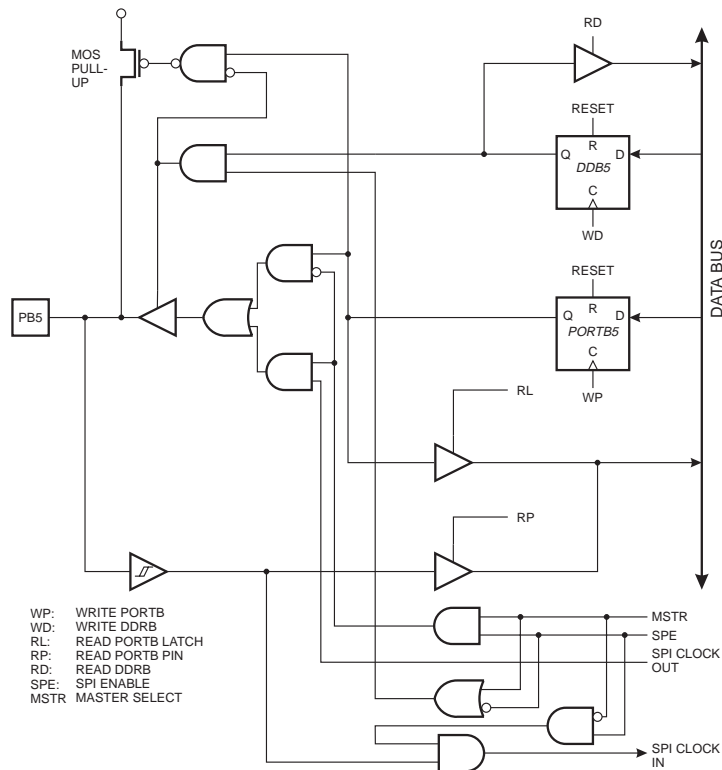 RD
MOS
PULL-
UP
RESET
R
Q
D
DDB5
C
WD
RESET
R
Q
D
PORTB5
C
WP
PB5
DATA BUS
RL
RP
WP: WRITE PORTB
WD: WRITE DDRB
RL: READ PORTB LATCH
RP: READ PORTB PIN
RD: READ DDRB
SPE: SPI ENABLE
MSTR MASTER SELECT
MSTR
SPE
SPI CLOCK
OUT
SPI CLOCK
IN